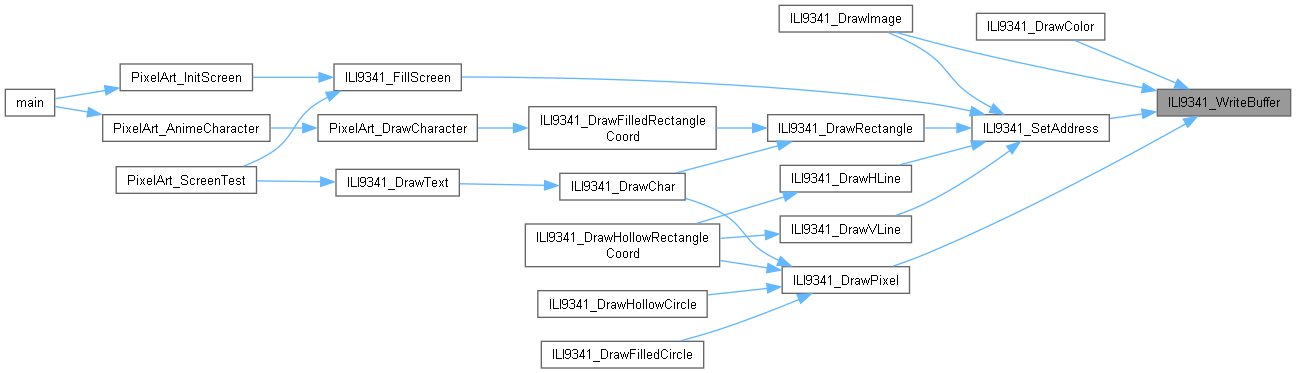 ILI9341_DrawImage
ILI9341_DrawColor
PixelArt_InitScreen
ILI9341_FillScreen
main
ILI9341_WriteBuffer
PixelArt_AnimeCharacter
PixelArt_DrawCharacter
ILI9341_DrawFilledRectangle
Coord
ILI9341_DrawRectangle
ILI9341_SetAddress
PixelArt_ScreenTest
ILI9341_DrawText
ILI9341_DrawChar
ILI9341_DrawHLine
ILI9341_DrawHollowRectangle
Coord
ILI9341_DrawVLine
ILI9341_DrawPixel
ILI9341_DrawHollowCircle
ILI9341_DrawFilledCircle